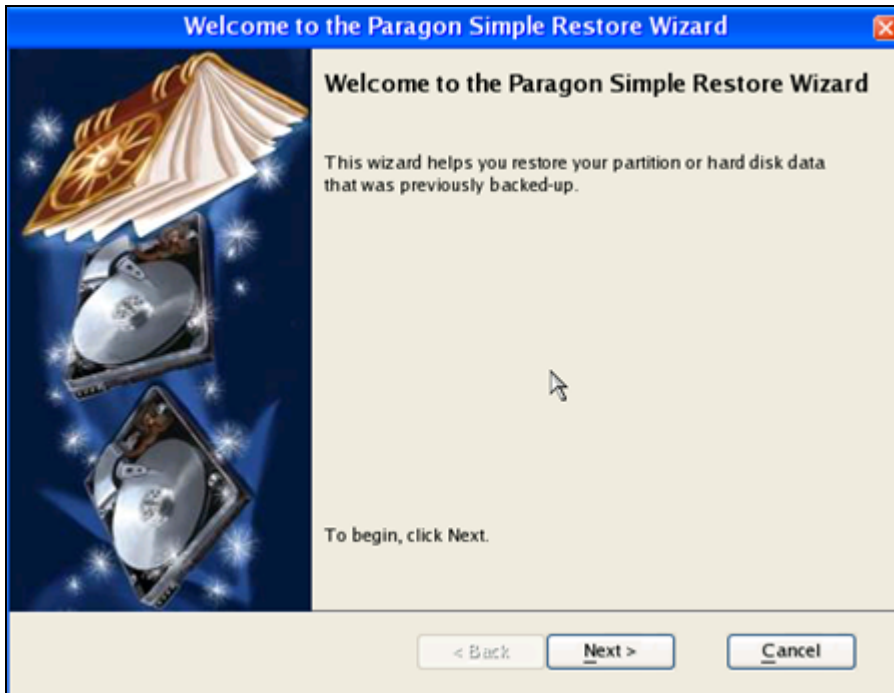 Welcome to the Paragon Simple Restore Wizard
Welcome to the Paragon Simple Restore Wizard
This wizard helps you restore your partition or hard disk data
that was previously backed-up.
To begin, click Next.
< Back
Next >
Cancel